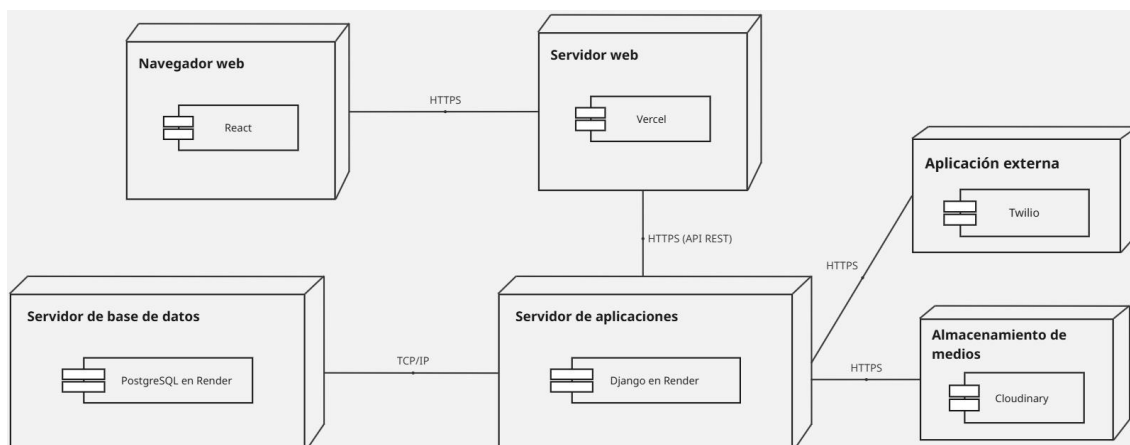 Navegador web
React
HTTPS
Servidor web
Vercel
HTTPS (API REST)
Aplicación externa
Twilio
HTTPS
Servidor de base de datos
PostgreSQL en Render
TCP/IP
Servidor de aplicaciones
Django en Render
HTTPS
Almacenamiento de
medios
Cloudinary